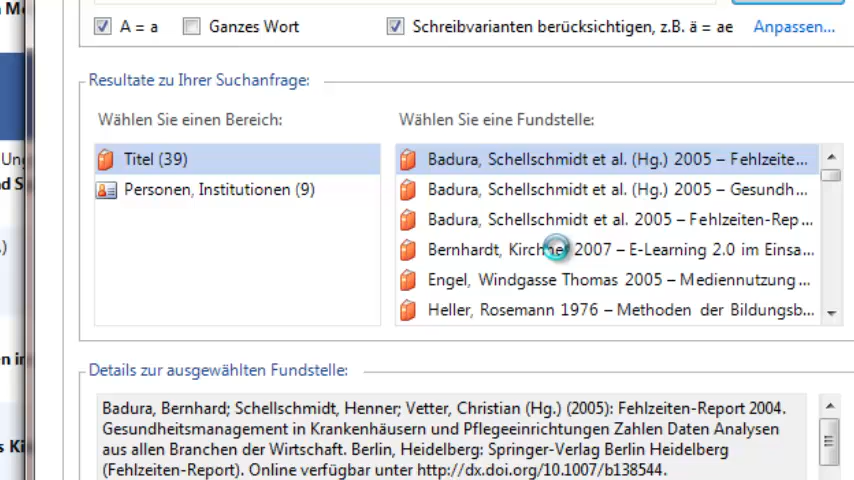 A = a
Ganzes Wort
Schreibvarianten berücksichtigen, z.B. ä = ae
Anpassen...
Resultate zu Ihrer Suchanfrage:
Wählen Sie einen Bereich:
Wählen Sie eine Fundstelle:
Titel (39)
Personen, Institutionen (9)
Badura, Schellschmidt et al. (Hg.) 2005 – Fehlzeite...
Badura, Schellschmidt et al. (Hg.) 2005 – Gesundh...
Badura, Schellschmidt et al. 2005 – Fehlzeiten-Rep ...
Bernhardt, Kirchner 2007 – E-Learning 2.0 im Einsa...
Engel, Windgasse Thomas 2005 – Mediennutzung ...
Heller, Rosemann 1976 – Methoden der Bildungsb...
Details zur ausgewählten Fundstelle:
Badura, Bernhard; Schellschmidt, Henner; Vetter, Christian (Hg.) (2005): Fehlzeiten-Report 2004.
Gesundheitsmanagement in Krankenhäusern und Pflegeeinrichtungen Zahlen Daten Analysen
aus allen Branchen der Wirtschaft. Berlin, Heidelberg: Springer-Verlag Berlin Heidelberg
(Fehlzeiten-Report). Online verfügbar unter http://dx.doi.org/10.1007/b138544.